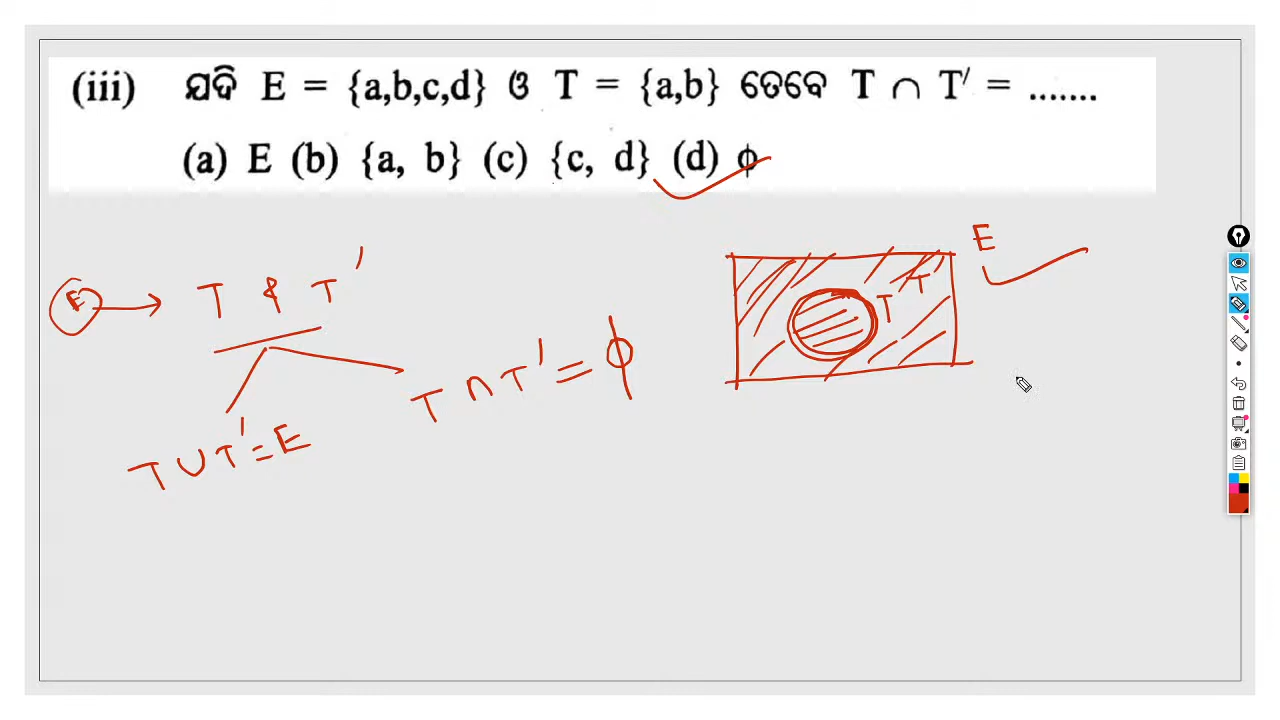 (iii) ଯଦି E = {a,b,c,d} ଓ T = {a,b} ତେବେ T ∩ T′ = .......
(a) E (b) {a, b} (c) {c, d} (d) ϕ
E → T & T′
T ∪ T′ = E
T ∩ T′ = ϕ
E
T T′